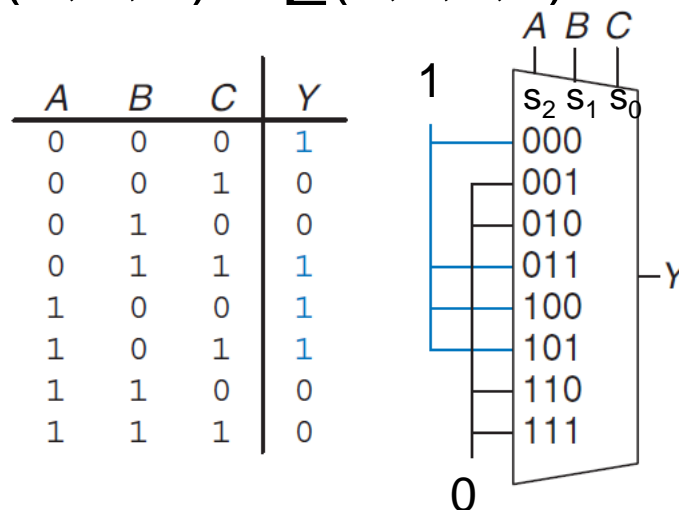 A B C Y
0 0 0 1
0 0 1 0
0 1 0 0
0 1 1 1
1 0 0 1
1 0 1 1
1 1 0 0
1 1 1 0
A B C
1
s2 s1 s0
000
001
010
011
100
101
110
111
Y
0